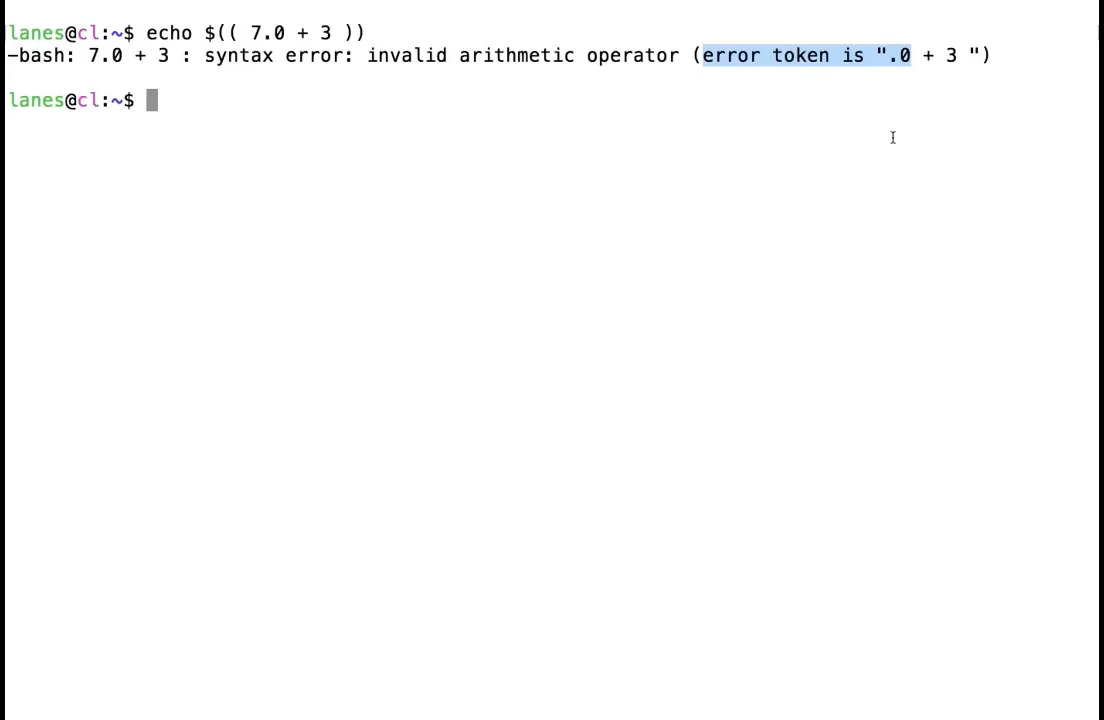 lanes@cl:~$ echo $(( 7.0 + 3 ))
-bash: 7.0 + 3 : syntax error: invalid arithmetic operator (error token is ".0 + 3 ")
lanes@cl:~$